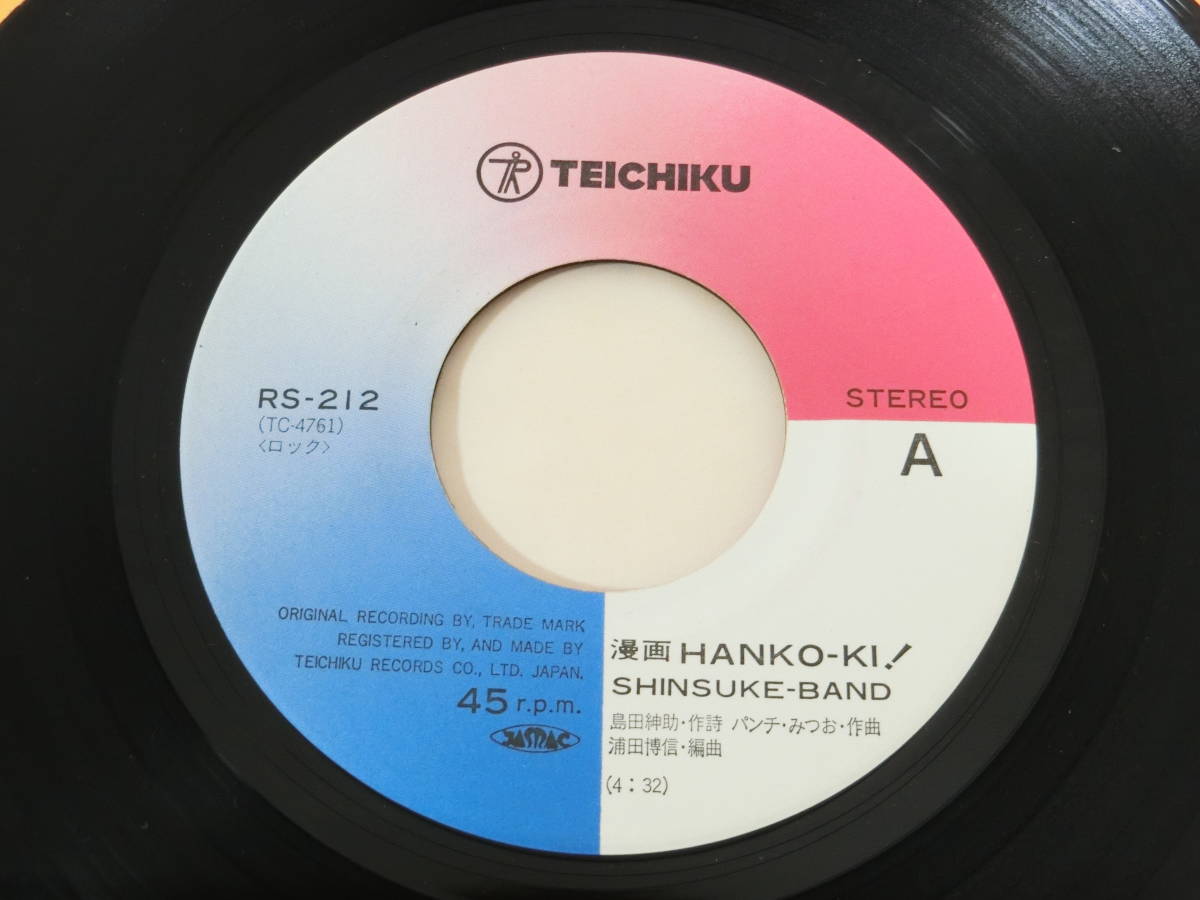 TEICHIKU
RS-212
(TC-4761)
〈ロック〉
STEREO
A
ORIGINAL RECORDING BY, TRADE MARK
REGISTERED BY, AND MADE BY
TEICHIKU RECORDS CO., LTD. JAPAN.
45 r.p.m.
JASRAC
漫画 HANKO-KI!
SHINSUKE-BAND
島田紳助・作詩 パンチ・みつお・作曲
浦田博信・編曲
(4:32)